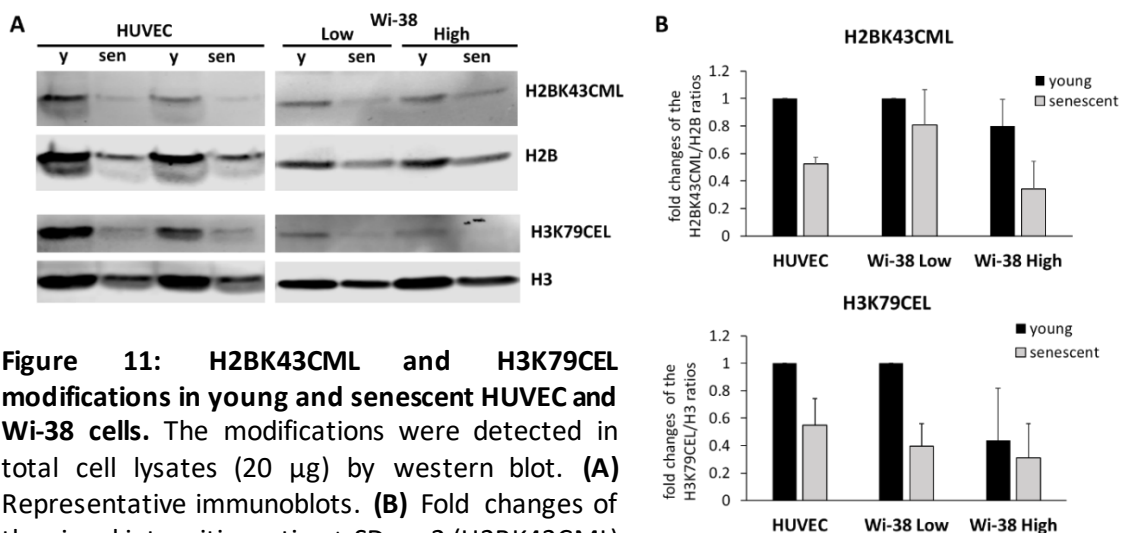 A
HUVEC
Wi-38
Low
High
y sen y sen y sen y sen
H2BK43CML
H2B
H3K79CEL
H3
B
H2BK43CML
fold changes of the
H2BK43CML/H2B ratios
1.2
1
0.8
0.6
0.4
0.2
0
young
senescent
HUVEC Wi-38 Low Wi-38 High
H3K79CEL
fold changes of the
H3K79CEL/H3 ratios
1.2
1
0.8
0.6
0.4
0.2
0
young
senescent
HUVEC Wi-38 Low Wi-38 High
Figure 11: H2BK43CML and H3K79CEL
modifications in young and senescent HUVEC and
Wi-38 cells. The modifications were detected in
total cell lysates (20 µg) by western blot. (A)
Representative immunoblots. (B) Fold changes of